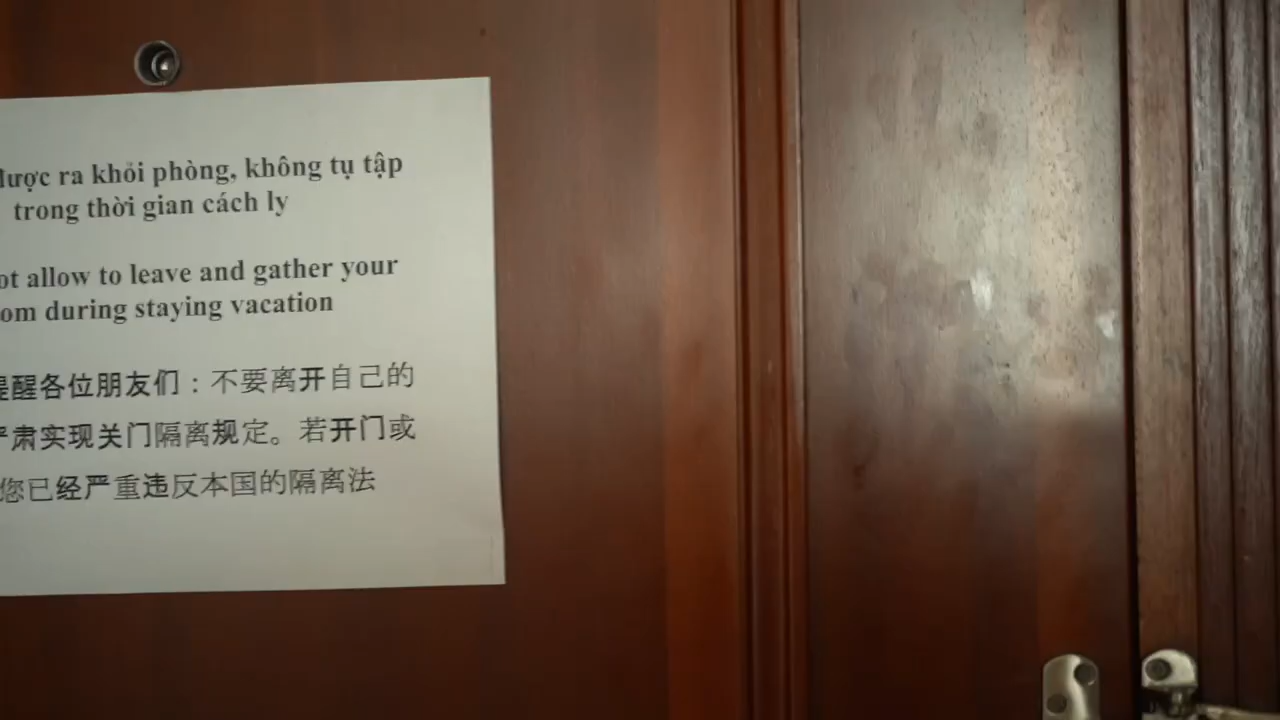 được ra khỏi phòng, không tụ tập
trong thời gian cách ly
allow to leave and gather your
during staying vacation
提醒各位朋友们：不要离开自己的
严肃实现关门隔离规定。若开门或
您已经严重违反本国的隔离法